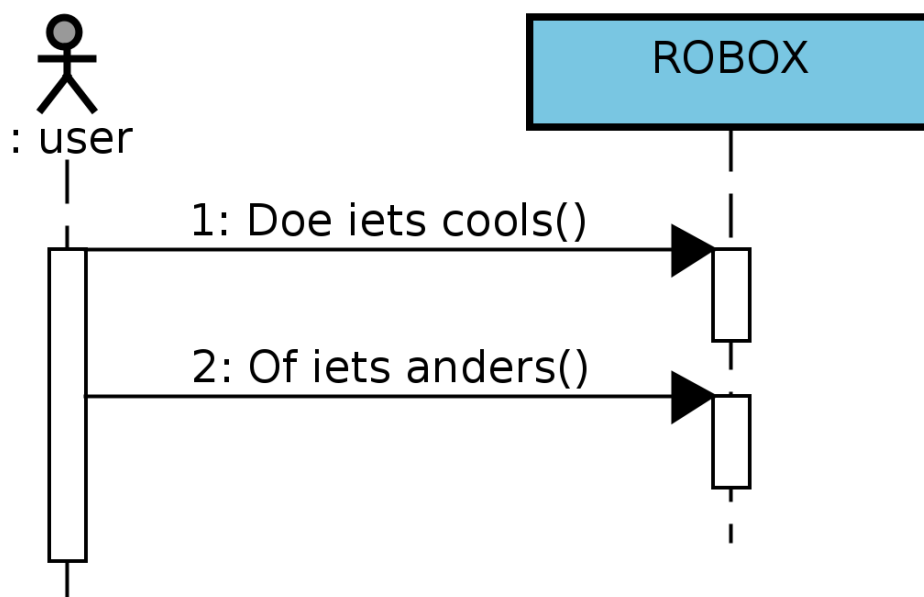 ROBOX
: user
1: Doe iets cools()
2: Of iets anders()